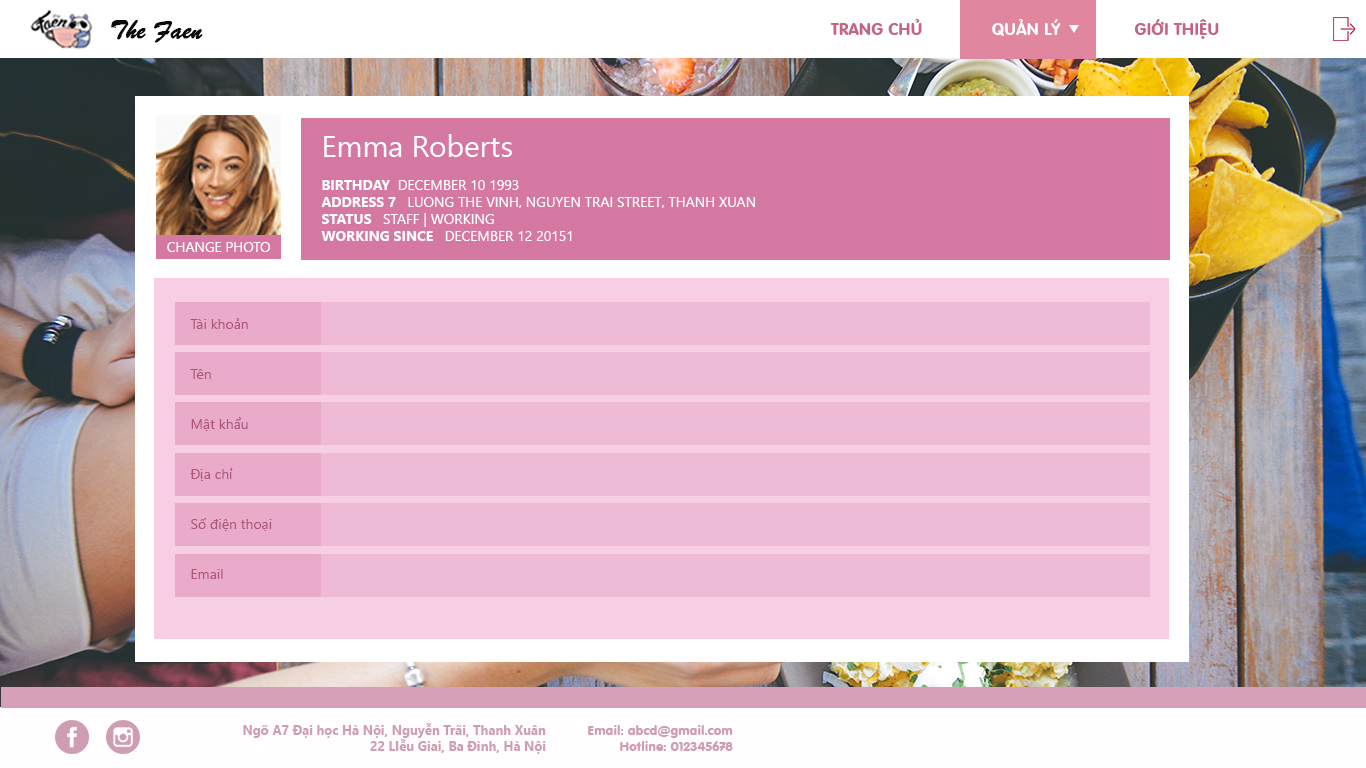 Faen
The Faen
TRANG CHỦ
QUẢN LÝ
GIỚI THIỆU
Emma Roberts
BIRTHDAY DECEMBER 10 1993
ADDRESS 7 LUONG THE VINH, NGUYEN TRAI STREET, THANH XUAN
STATUS STAFF | WORKING
WORKING SINCE DECEMBER 12 20151
CHANGE PHOTO
Tài khoản
Tên
Mật khẩu
Địa chỉ
Số điện thoại
Email
Ngõ A7 Đại học Hà Nội, Nguyễn Trãi, Thanh Xuân
22 Llễu Giai, Ba Đình, Hà Nội
Email: abcd@gmail.com
Hotline: 012345678